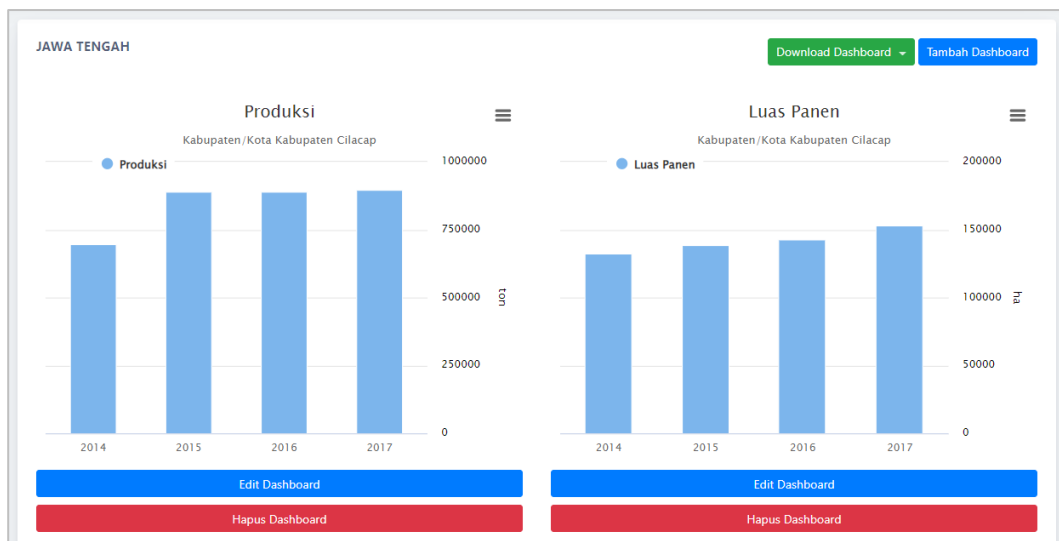 JAWA TENGAH
Download Dashboard
Tambah Dashboard
Produksi
Kabupaten/Kota Kabupaten Cilacap
Produksi
1000000
750000
500000
250000
0
ton
2014 2015 2016 2017
Edit Dashboard
Hapus Dashboard
Luas Panen
Kabupaten/Kota Kabupaten Cilacap
Luas Panen
200000
150000
100000
50000
0
ha
2014 2015 2016 2017
Edit Dashboard
Hapus Dashboard